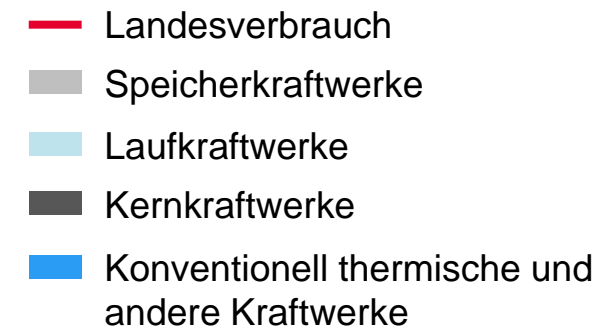 Landesverbrauch
Speicherkraftwerke
Laufkraftwerke
Kernkraftwerke
Konventionell thermische und
andere Kraftwerke